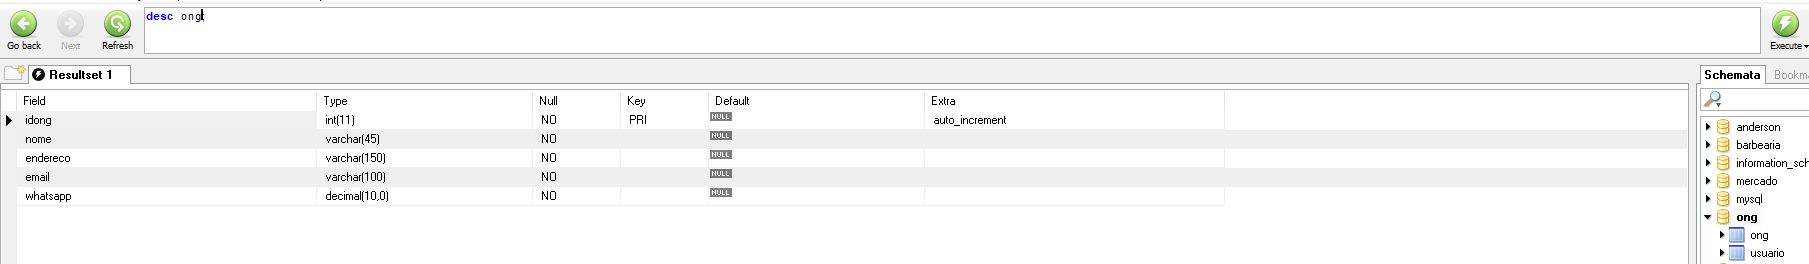 desc ong
Go back
Next
Refresh
Execute
Resultset 1
Schemata
Field Type Null Key Default Extra
idong int(11) NO PRI NULL auto_increment
nome varchar(45) NO NULL
endereco varchar(150) NO NULL
email varchar(100) NO NULL
whatsapp decimal(10,0) NO NULL
anderson
barbearia
information_sch
mercado
mysql
ong
ong
usuario